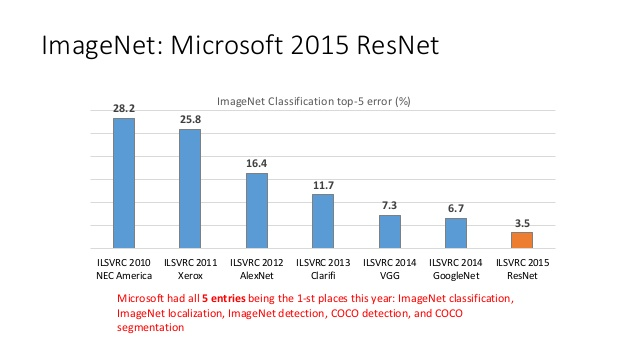 ImageNet: Microsoft 2015 ResNet
ImageNet Classification top-5 error (%)
28.2
25.8
16.4
11.7
7.3
6.7
3.5
ILSVRC 2010
NEC America
ILSVRC 2011
Xerox
ILSVRC 2012
AlexNet
ILSVRC 2013
Clarifi
ILSVRC 2014
VGG
ILSVRC 2014
GoogleNet
ILSVRC 2015
ResNet
Microsoft had all 5 entries being the 1-st places this year: ImageNet classification,
ImageNet localization, ImageNet detection, COCO detection, and COCO
segmentation